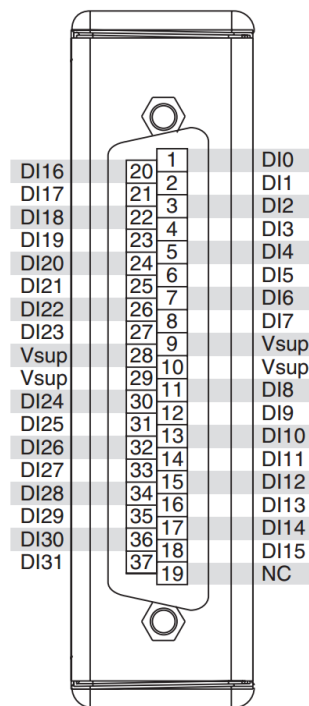 1 DI0
DI16 20
2 DI1
DI17 21
3 DI2
DI18 22
4 DI3
DI19 23
5 DI4
DI20 24
6 DI5
DI21 25
7 DI6
DI22 26
8 DI7
DI23 27
9 Vsup
Vsup 28
10 Vsup
Vsup 29
11 DI8
DI24 30
12 DI9
DI25 31
13 DI10
DI26 32
14 DI11
DI27 33
15 DI12
DI28 34
16 DI13
DI29 35
17 DI14
DI30 36
18 DI15
DI31 37
19 NC